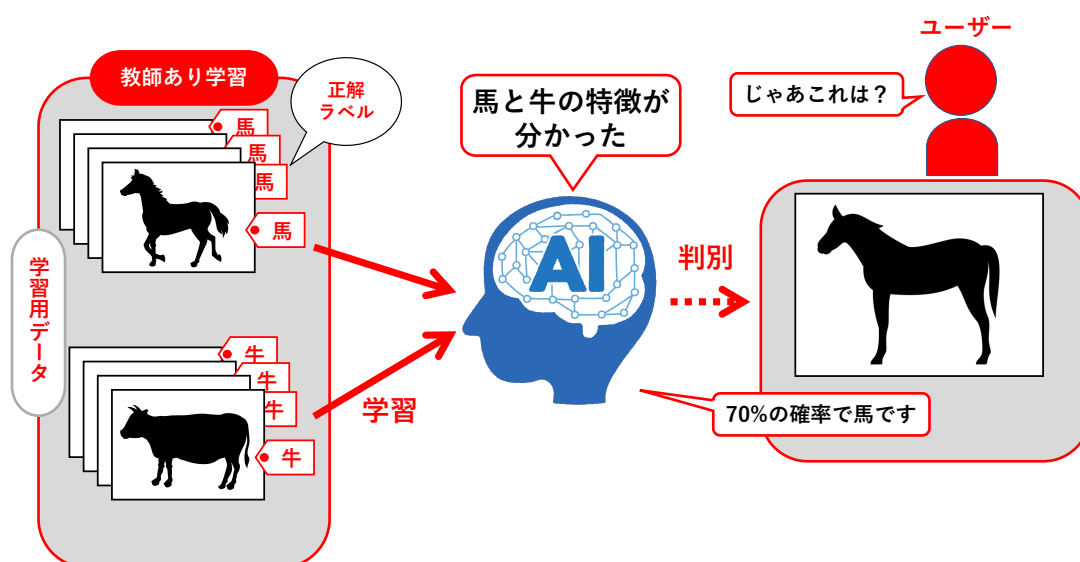 教師あり学習
正解
ラベル
馬
馬
馬
馬
学習用データ
牛
牛
牛
牛
学習
馬と牛の特徴が
分かった
AI
判別
ユーザー
じゃあこれは？
70%の確率で馬です